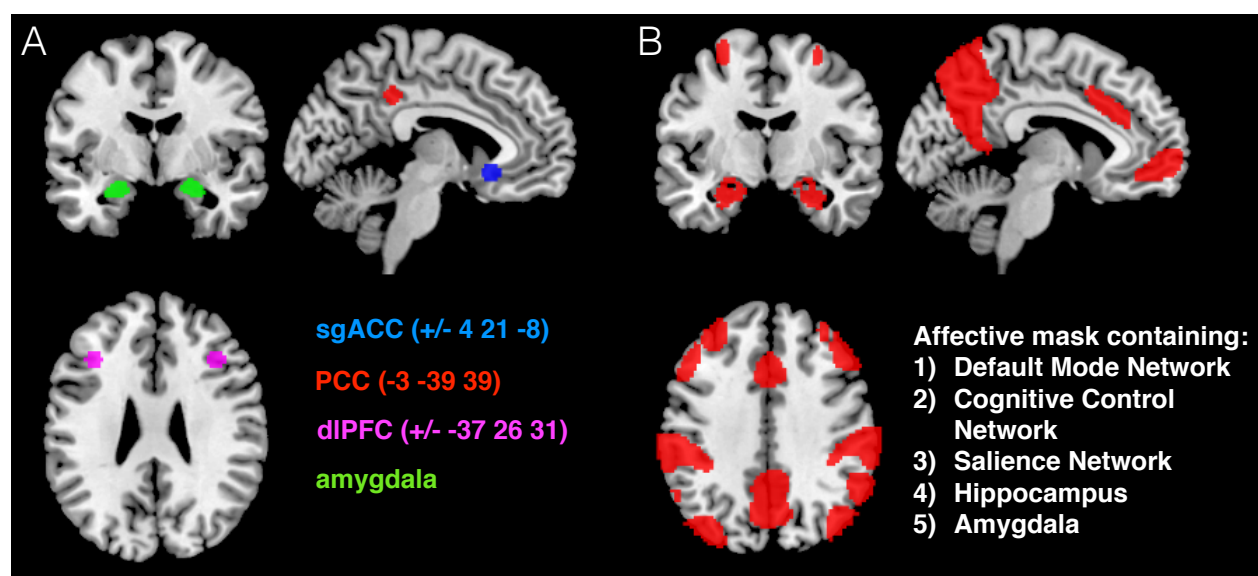 A
B
sgACC (+/- 4 21 -8)
PCC (-3 -39 39)
dlPFC (+/- -37 26 31)
amygdala
Affective mask containing:
1) Default Mode Network
2) Cognitive Control
Network
3) Salience Network
4) Hippocampus
5) Amygdala